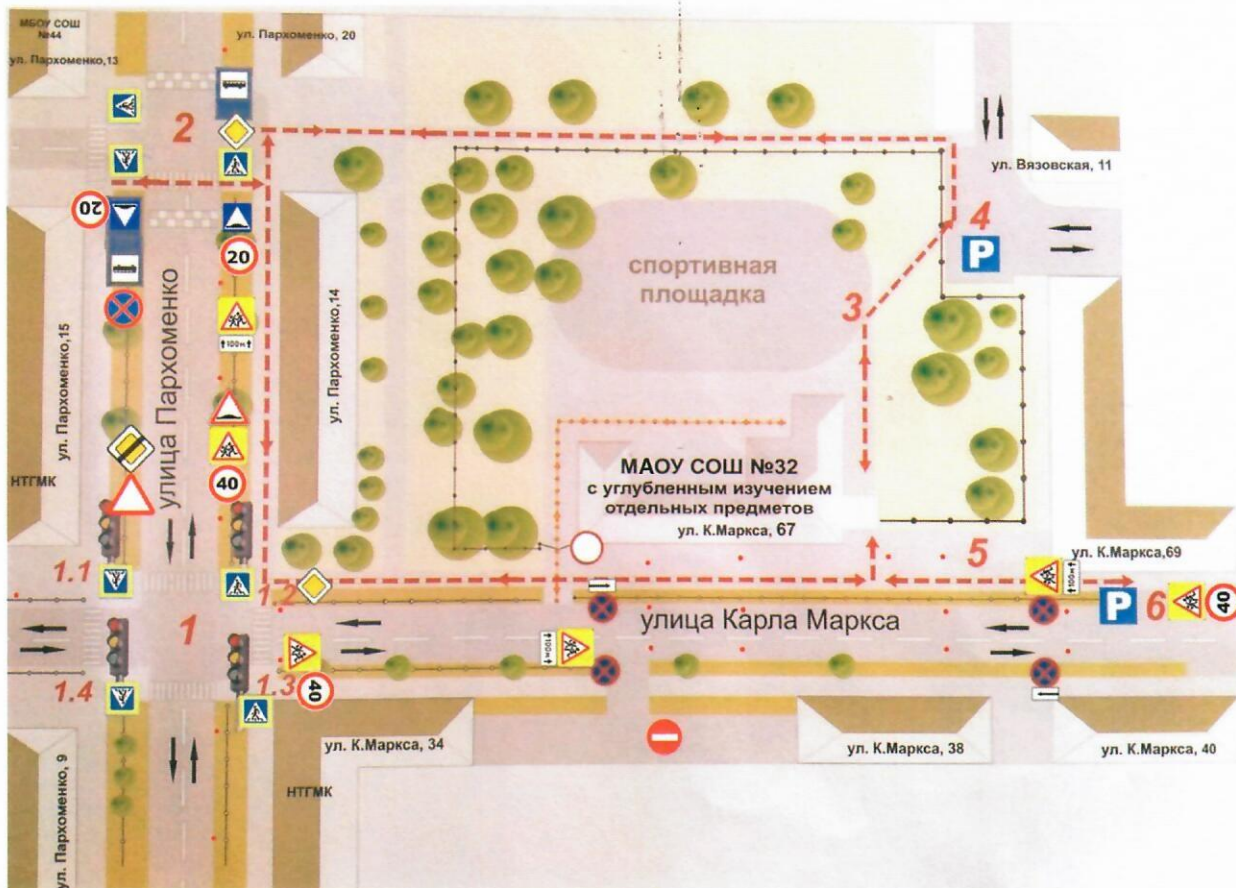 МБОУ СОШ
№44
ул. Пархоменко,13
ул. Пархоменко, 20
2
20
20
ул. Вязовская, 11
4
P
спортивная
площадка
3
100м
ул. Пархоменко,14
ул. Пархоменко,15
улица Пархоменко
40
НТГМК
МАОУ СОШ №32
с углубленным изучением
отдельных предметов
ул. К.Маркса, 67
5
ул. К.Маркса,69
1.1
1.2
100м
P
6
40
1
улица Карла Маркса
100м
1.3
40
1.4
ул. К.Маркса, 34
ул. К.Маркса, 38
ул. К.Маркса, 40
НТГМК
ул. Пархоменко, 9